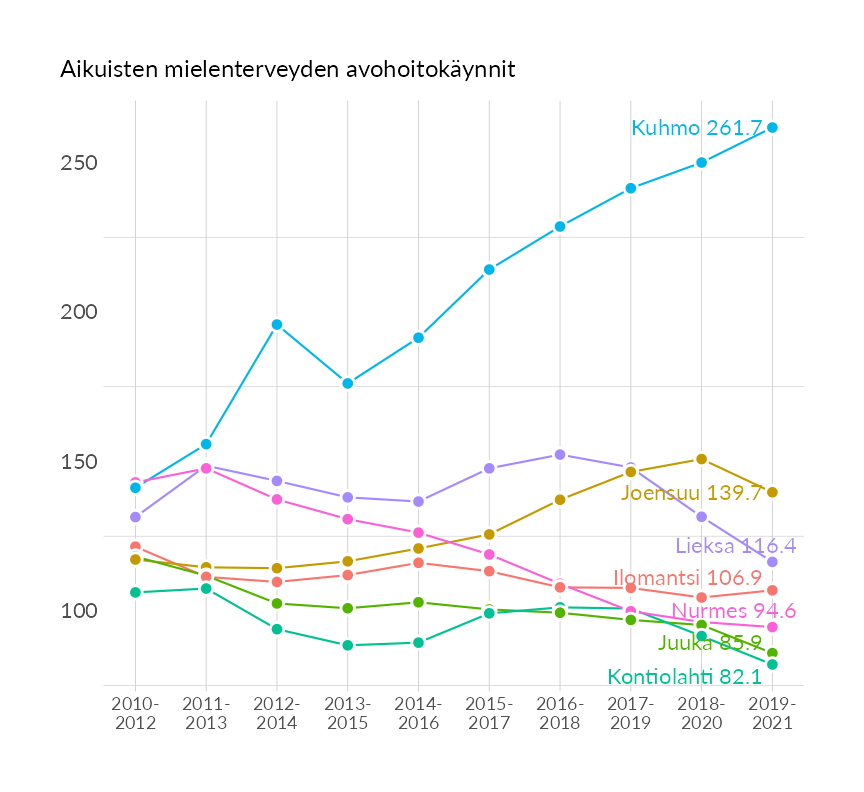 Aikuisten mielenterveyden avohoitokäynnit
Kuhmo 261.7
250
200
150
Joensuu 139.7
Lieksa 116.4
Ilomantsi 106.9
100
Nurmes 94.6
Juuka 85.9
Kontiolahti 82.1
2010- 2011- 2012- 2013- 2014- 2015- 2016- 2017- 2018- 2019-
2012 2013 2014 2015 2016 2017 2018 2019 2020 2021